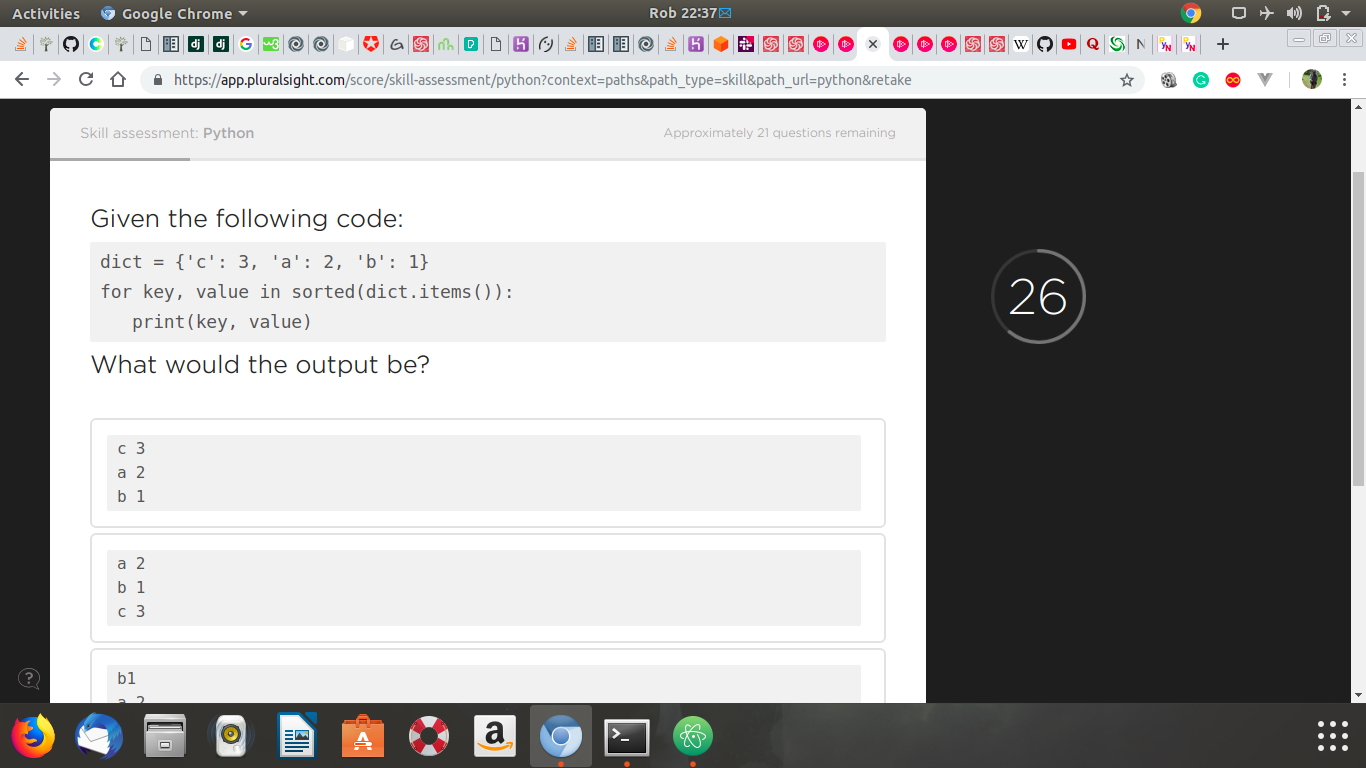 Activities Google Chrome Rob 22:37
https://app.pluralsight.com/score/skill-assessment/python?context=paths&path_type=skill&path_url=python&retake
Skill assessment: Python Approximately 21 questions remaining
Given the following code:
dict = {'c': 3, 'a': 2, 'b': 1}
for key, value in sorted(dict.items()):
print(key, value)
26
What would the output be?
c 3
a 2
b 1
a 2
b 1
c 3
b1
a 2